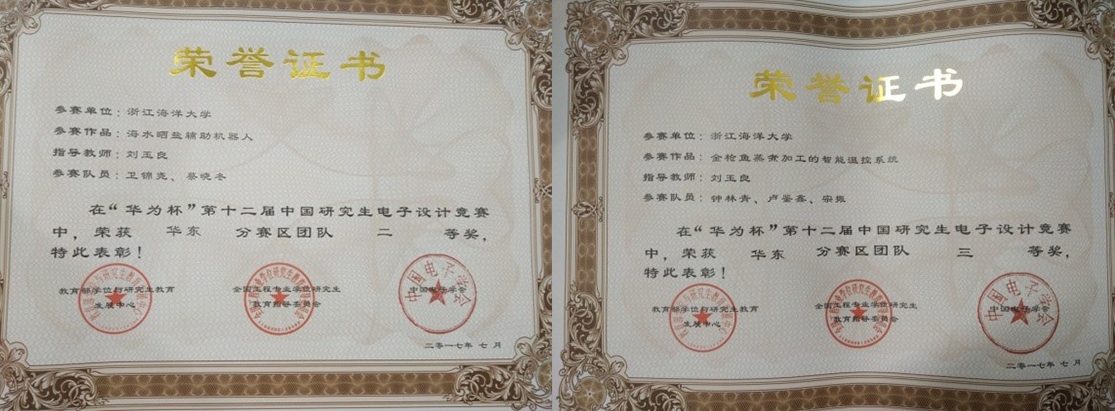 荣誉证书
参赛单位：浙江海洋大学
参赛作品：海水晒盐辅助机器人
指导教师：刘玉良
参赛队员：卫锦尧、景晓冬
在“华为杯”第十二届中国研究生电子设计竞赛
中，荣获 华东 分赛区团队 二 等奖，
特此表彰！
教育部学位与研究生教育
发展中心
全国工程专业学位研究生
教育指导委员会
中国电子学会
二零一七年 七 月
荣誉证书
参赛单位：浙江海洋大学
参赛作品：金枪鱼蒸煮加工的智能温控系统
指导教师：刘玉良
参赛队员：钟林青、卢鉴鑫、宋振
在“华为杯”第十二届中国研究生电子设计竞赛
中，荣获 华东 分赛区团队 三 等奖，
特此表彰！
教育部学位与研究生教育
发展中心
全国工程专业学位研究生
教育指导委员会
中国电子学会
二零一七年 七 月